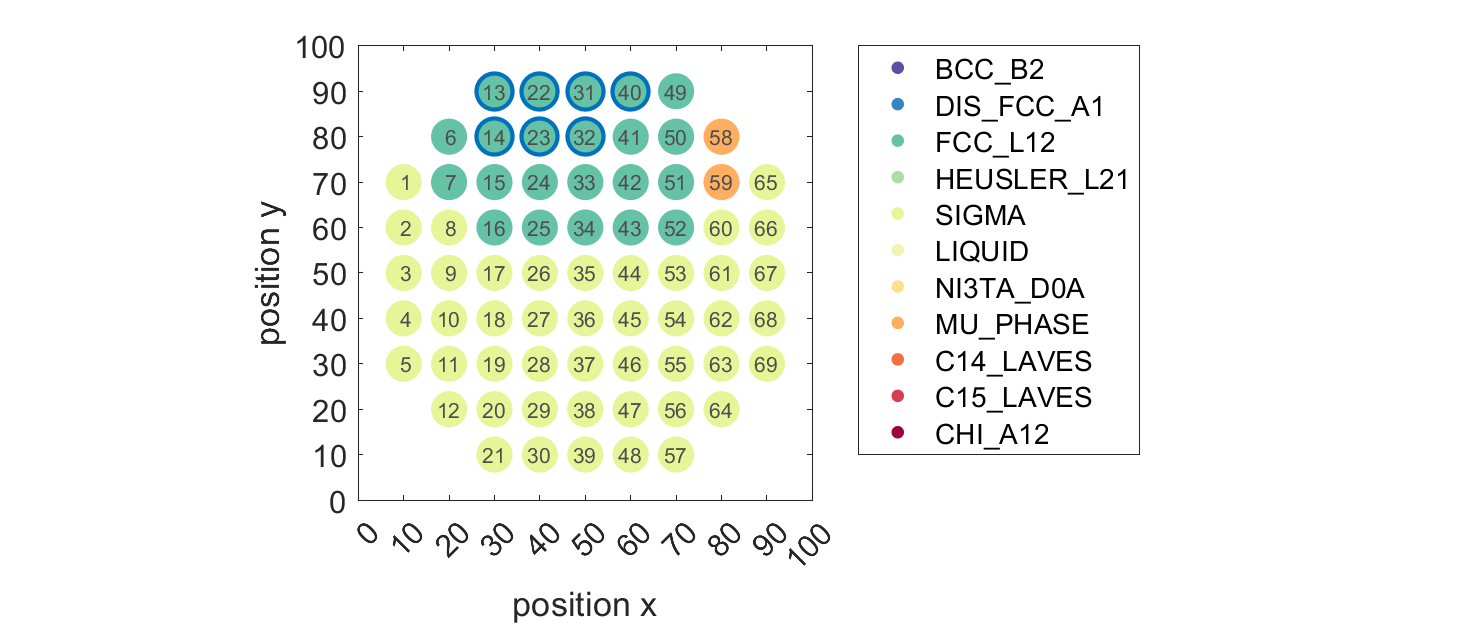 100
90
80
70
60
50
40
30
20
10
0
position y
13 22 31 40 49
6 14 23 32 41 50 58
1 7 15 24 33 42 51 59 65
2 8 16 25 34 43 52 60 66
3 9 17 26 35 44 53 61 67
4 10 18 27 36 45 54 62 68
5 11 19 28 37 46 55 63 69
12 20 29 38 47 56 64
21 30 39 48 57
0 10 20 30 40 50 60 70 80 90 100
position x
BCC_B2
DIS_FCC_A1
FCC_L12
HEUSLER_L21
SIGMA
LIQUID
NI3TA_D0A
MU_PHASE
C14_LAVES
C15_LAVES
CHI_A12